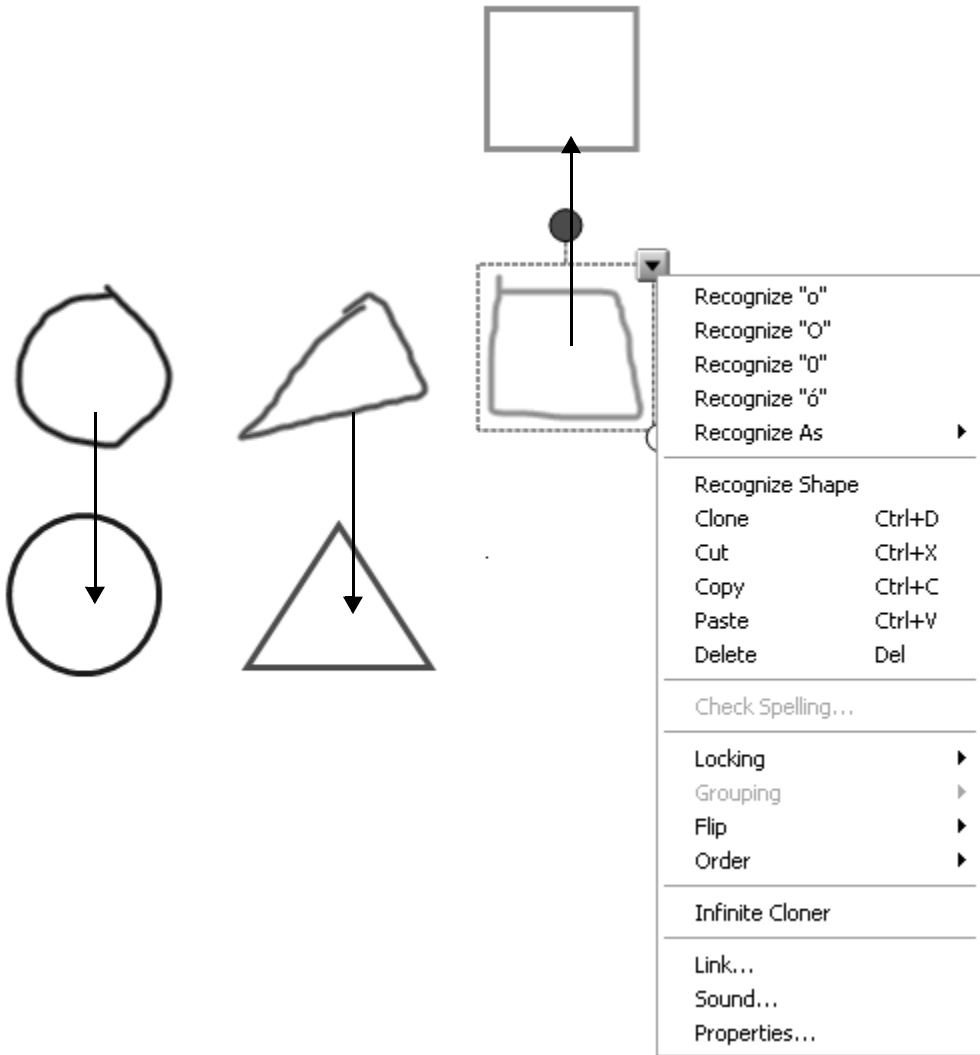 Recognize "o"
Recognize "O"
Recognize "0"
Recognize "ó"
Recognize As
Recognize Shape
Clone Ctrl+D
Cut Ctrl+X
Copy Ctrl+C
Paste Ctrl+V
Delete Del
Check Spelling...
Locking
Grouping
Flip
Order
Infinite Cloner
Link...
Sound...
Properties...